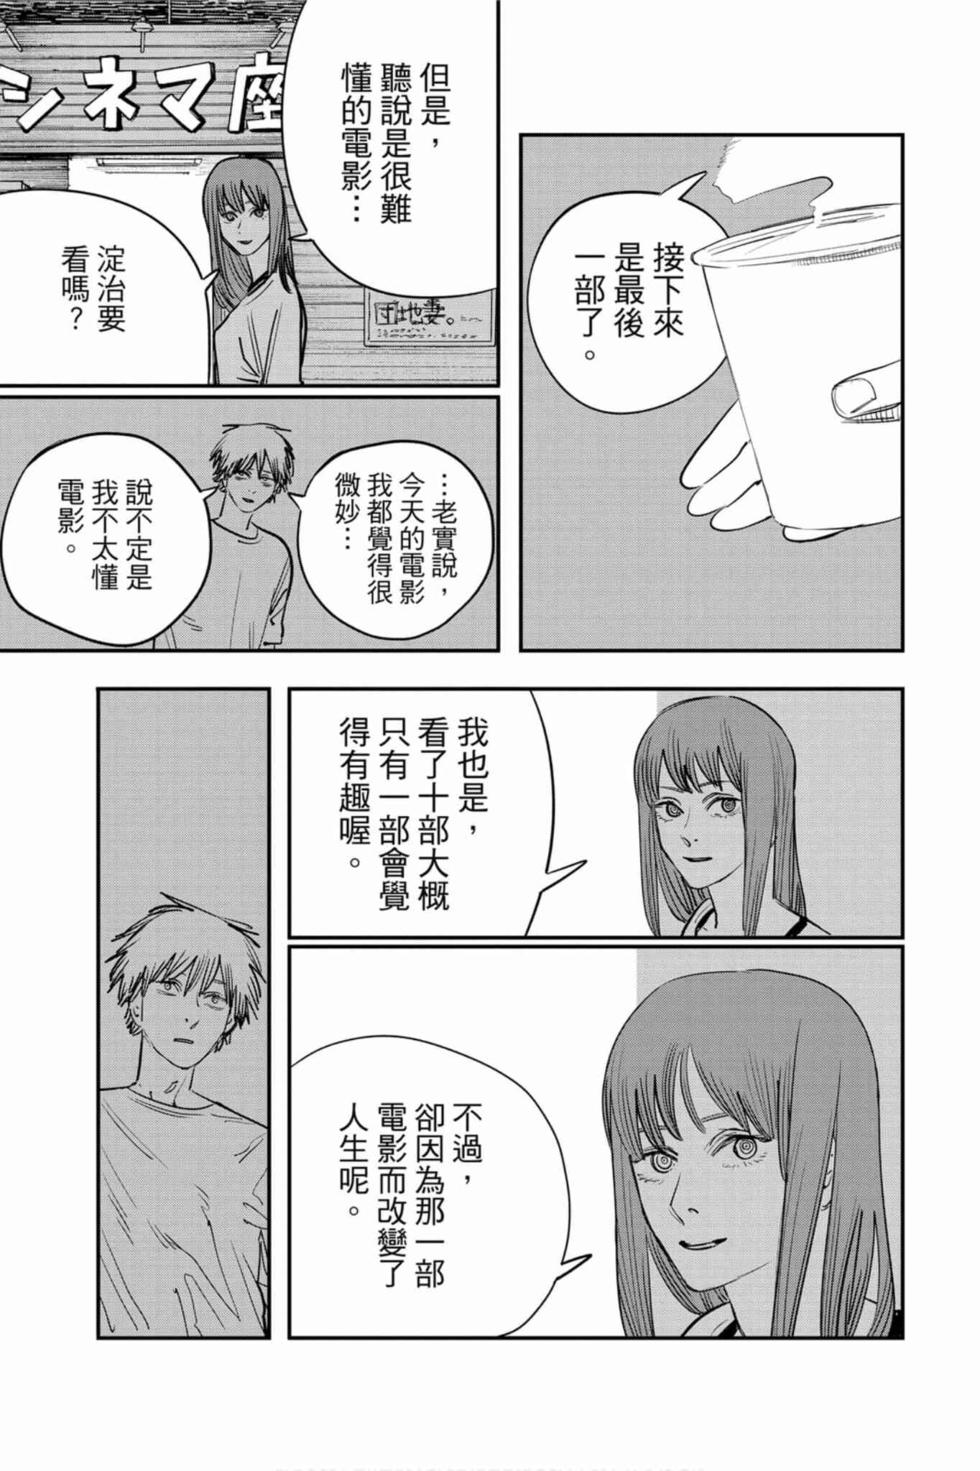 接下來
是最後
一部了。
但是，
聽說是很難
懂的電影…
淀治要
看嗎？
シネマ座
団地妻。
…老實說，
今天的電影
我都覺得很
微妙…
說不定是
我不太懂
電影。
我也是，
看了十部大概
只有一部會覺
得有趣喔。
不過，
卻因為那一部
電影而改變了
人生呢。